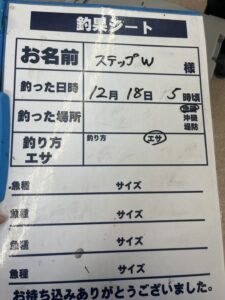 釣果シート
お名前 ステップW 様
釣った日時 12月 18日 5 時頃
釣った場所 沖磯 堤防
釣り方 エサ 釣り方 エサ
魚種 サイズ
魚種 サイズ
魚種 サイズ
魚種 サイズ
お持ち込みありがとうございました。